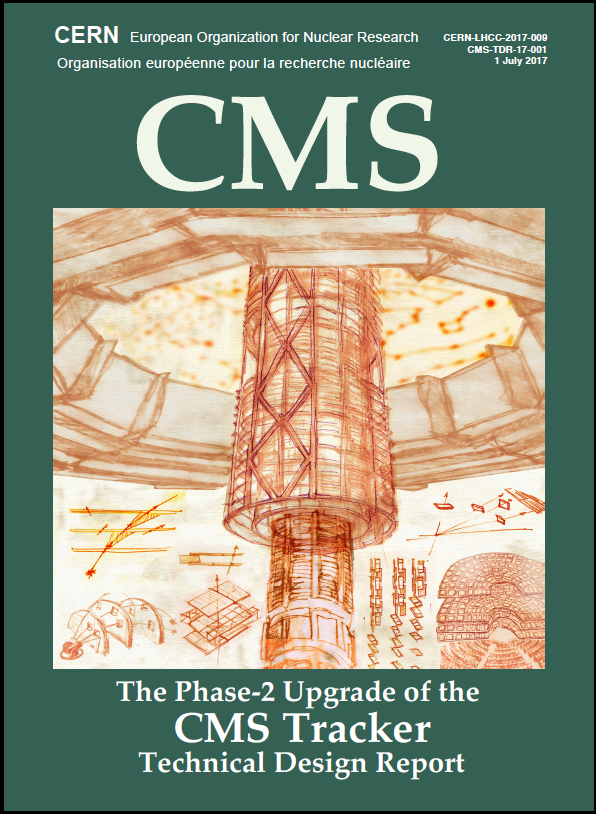 CERN European Organization for Nuclear Research
Organisation européenne pour la recherche nucléaire
CERN-LHCC-2017-009
CMS-TDR-17-001
1 July 2017
CMS
The Phase-2 Upgrade of the
CMS Tracker
Technical Design Report